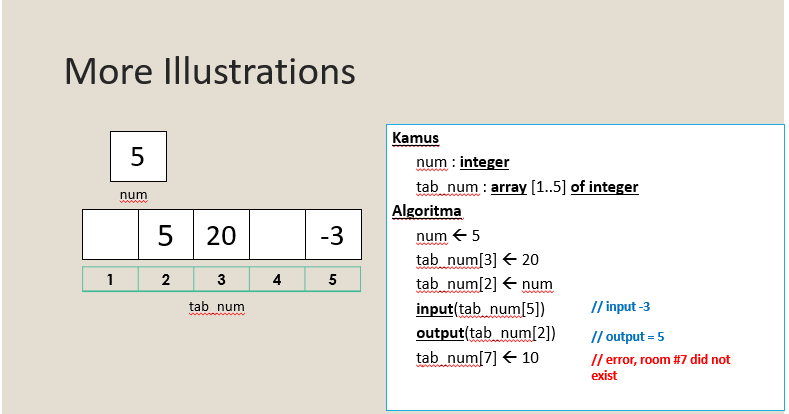 More Illustrations
5
num
5 20 -3
1 2 3 4 5
tab_num
Kamus
num : integer
tab_num : array [1..5] of integer
Algoritma
num ← 5
tab_num[3] ← 20
tab_num[2] ← num
input(tab_num[5]) // input -3
output(tab_num[2]) // output = 5
tab_num[7] ← 10 // error, room #7 did not
exist